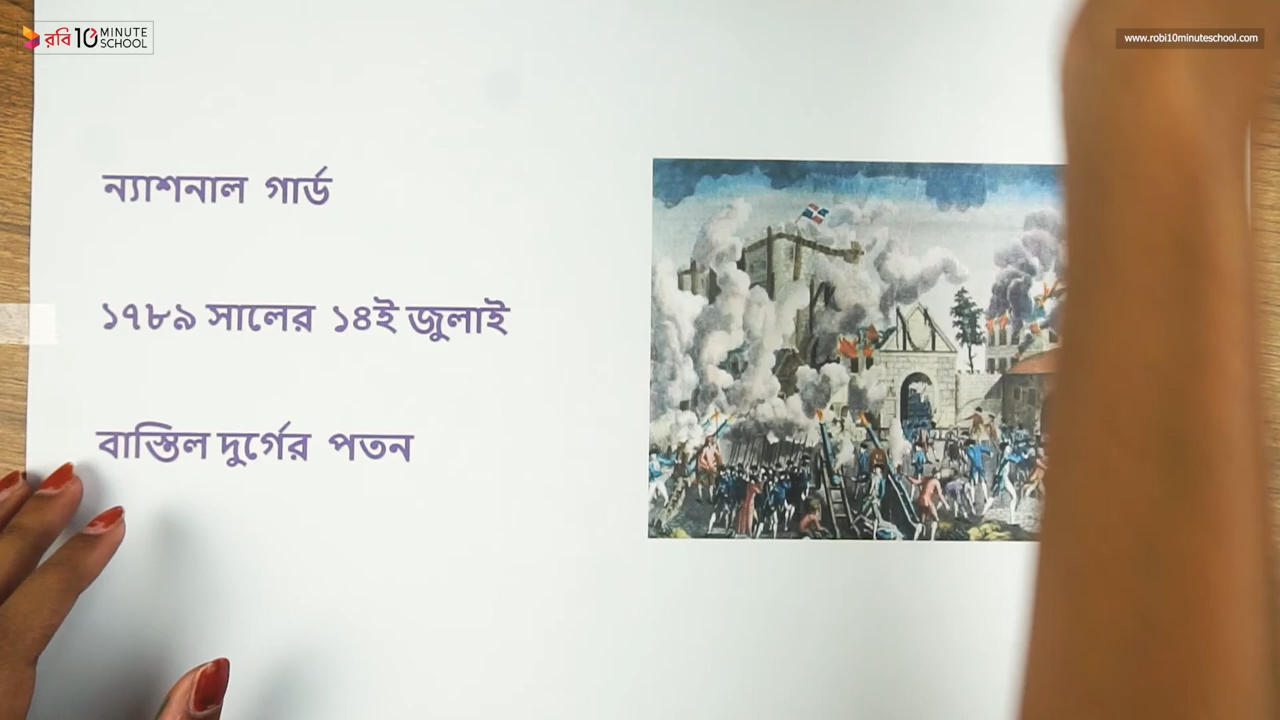 রবি 10 MINUTE SCHOOL
www.robi10minuteschool.com
ন্যাশনাল গার্ড
১৭৮৯ সালের ১৪ই জুলাই
বাস্তিল দুর্গের পতন